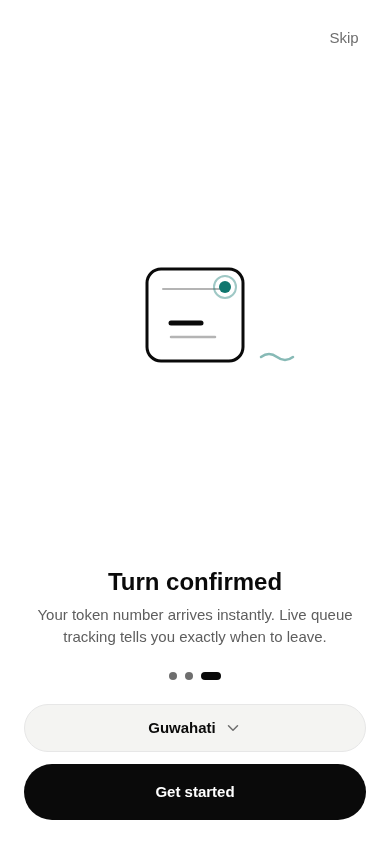 Skip
Turn confirmed
Your token number arrives instantly. Live queue
tracking tells you exactly when to leave.
Guwahati
Get started